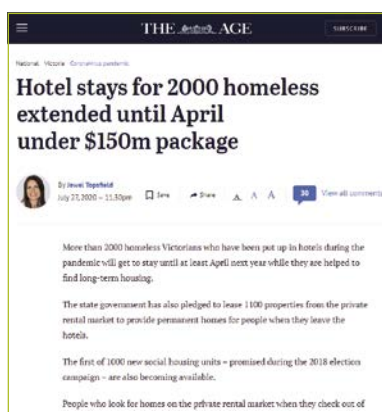 THE AGE
SUBSCRIBE
National Victoria Coronavirus pandemic
Hotel stays for 2000 homeless
extended until April
under $150m package
By Jewel Topsfield
July 27, 2020 – 11.30pm
Save
Share
A A A
30
View all comments
More than 2000 homeless Victorians who have been put up in hotels during the
pandemic will get to stay until at least April next year while they are helped to
find long-term housing.
The state government has also pledged to lease 1100 properties from the private
rental market to provide permanent homes for people when they leave the
hotels.
The first of 1000 new social housing units – promised during the 2018 election
campaign – are also becoming available.
People who look for homes on the private rental market when they check out of